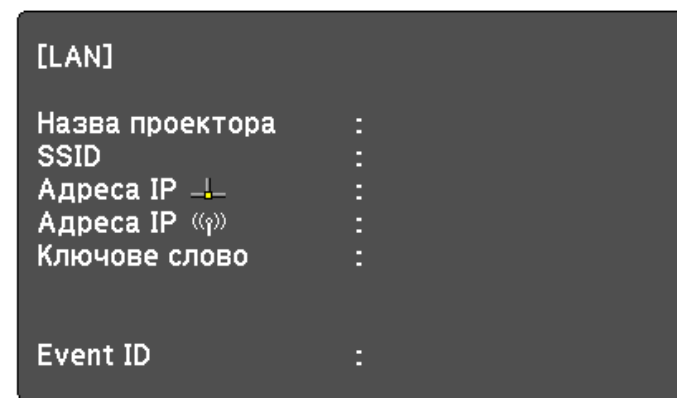 [LAN]
Назва проектора :
SSID :
Адреса IP :
Адреса IP :
Ключове слово :
Event ID :